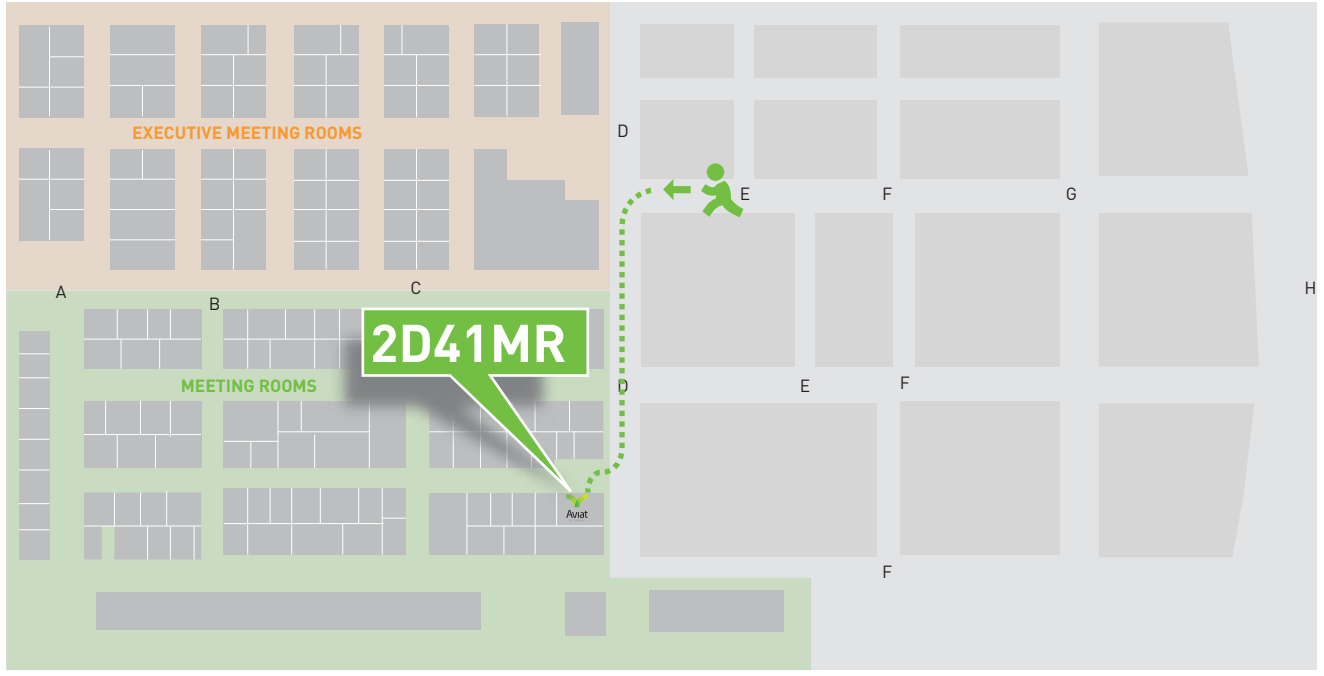 D
EXECUTIVE MEETING ROOMS
E
F
G
A
B
C
H
2D41MR
MEETING ROOMS
D
E
F
Aviat
F